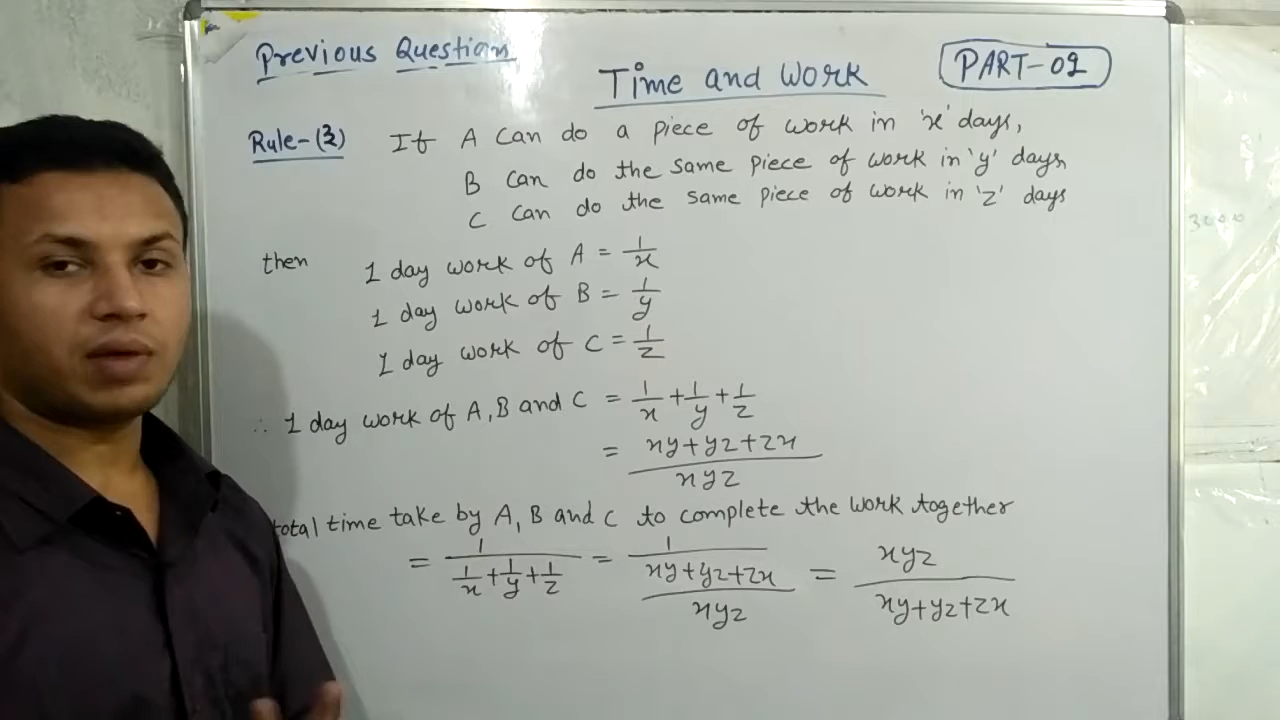 Previous Question
Time and Work
PART-02
Rule-(3) If A can do a piece of work in 'x' days,
B can do the same piece of work in 'y' days
C can do the same piece of work in 'z' days
then 1 day work of A = 1/x
1 day work of B = 1/y
1 day work of C = 1/z
∴ 1 day work of A, B and C = 1/x + 1/y + 1/z
= xy+yz+zx / xyz
total time take by A, B and C to complete the work together
= 1 / (1/x + 1/y + 1/z) = 1 / (xy+yz+zx / xyz) = xyz / xy+yz+zx